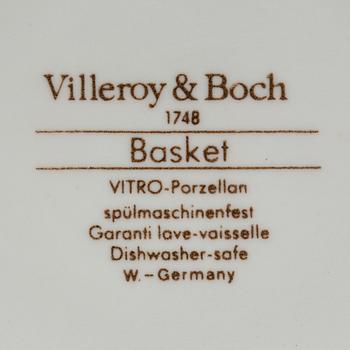 Villeroy & Boch
1748
Basket
VITRO-Porzellan
spülmaschinenfest
Garanti lave-vaisselle
Dishwasher-safe
W.-Germany